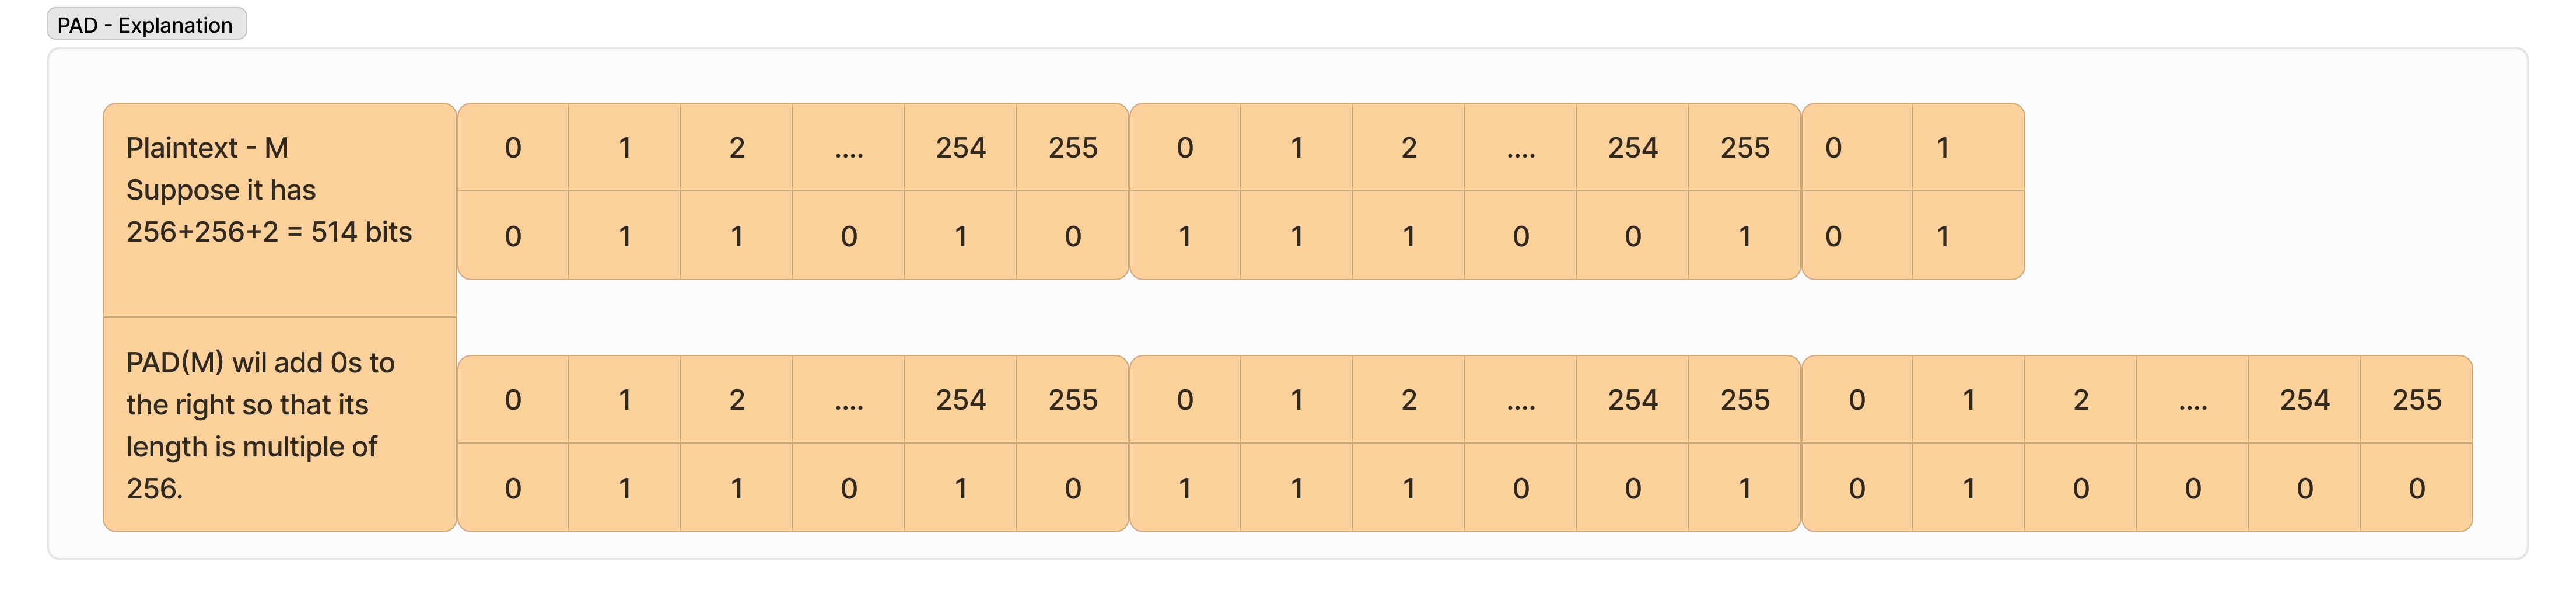 PAD - Explanation
Plaintext - M
Suppose it has
256+256+2 = 514 bits
0 1 2 .... 254 255 0 1 2 .... 254 255 0 1
0 1 1 0 1 0 1 1 1 0 0 1 0 1
PAD(M) wil add 0s to
the right so that its
length is multiple of
256.
0 1 2 .... 254 255 0 1 2 .... 254 255 0 1 2 .... 254 255
0 1 1 0 1 0 1 1 1 0 0 1 0 1 0 0 0 0